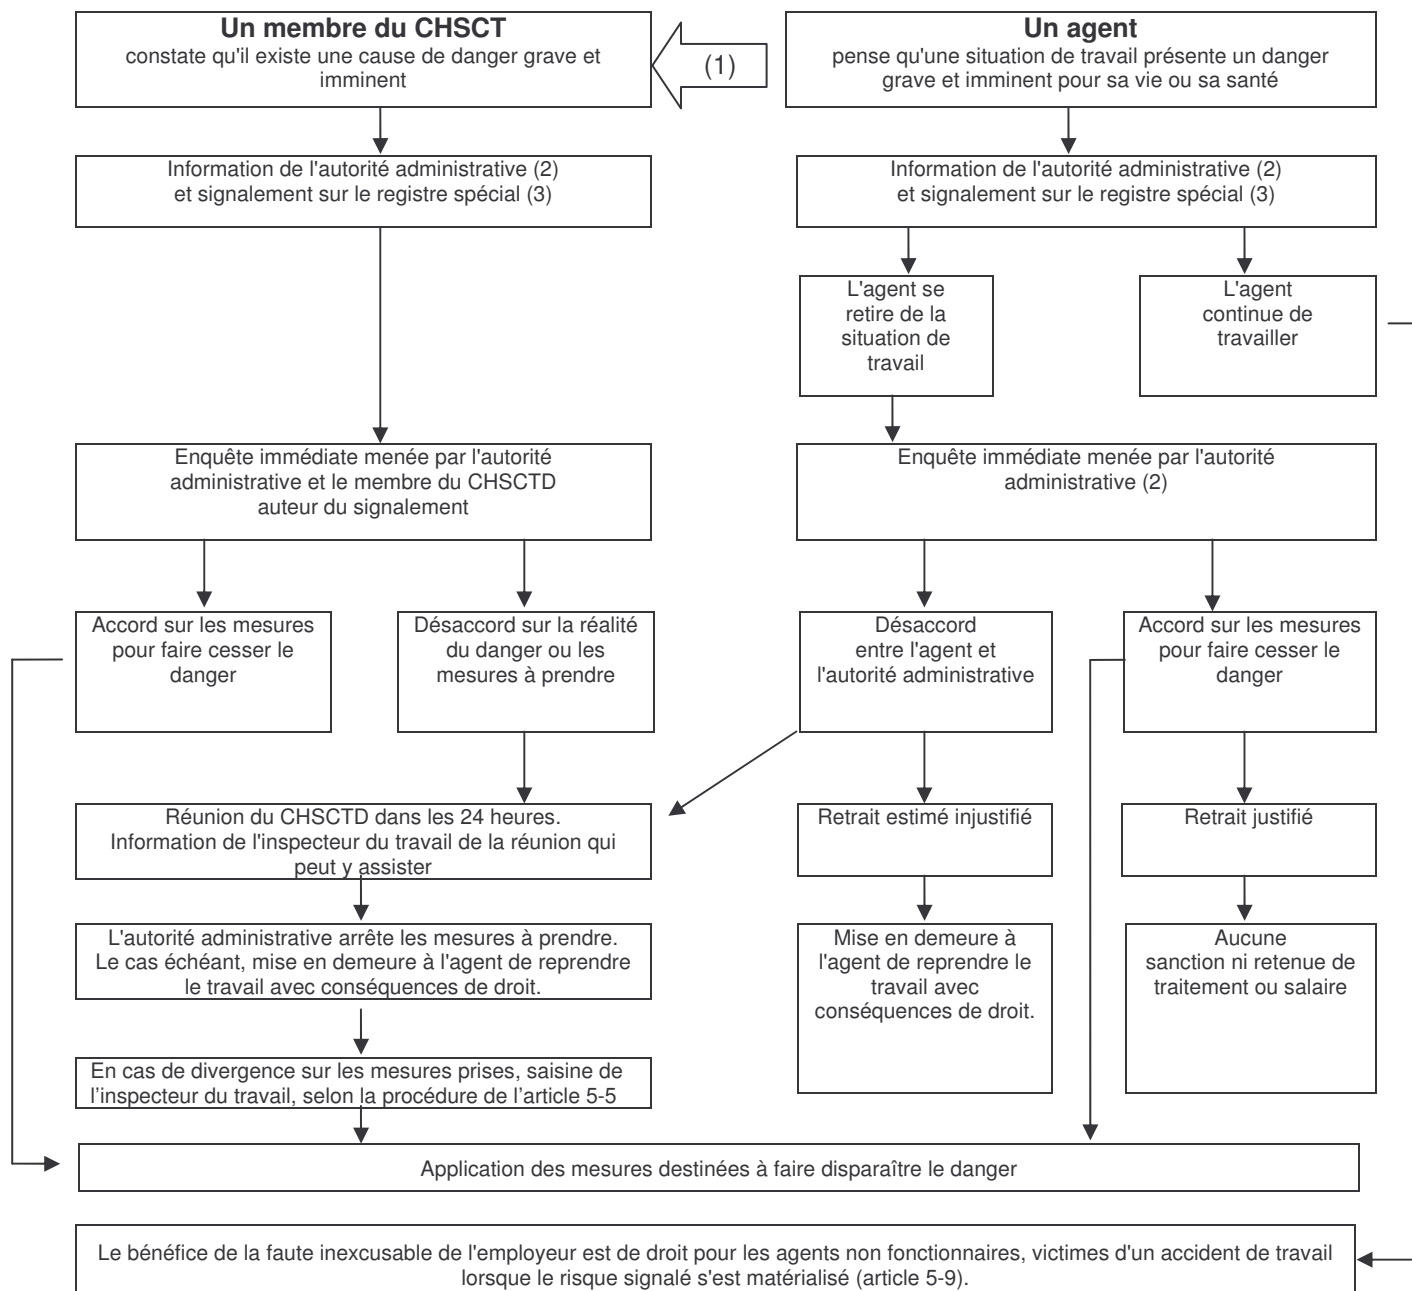 Un membre du CHSCT
constate qu'il existe une cause de danger grave et
imminent
(1)
Un agent
pense qu'une situation de travail présente un danger
grave et imminent pour sa vie ou sa santé
Information de l'autorité administrative (2)
et signalement sur le registre spécial (3)
Information de l'autorité administrative (2)
et signalement sur le registre spécial (3)
L'agent se
retire de la
situation de
travail
L'agent
continue de
travailler
Enquête immédiate menée par l'autorité
administrative et le membre du CHSCTD
auteur du signalement
Enquête immédiate menée par l'autorité
administrative (2)
Accord sur les mesures
pour faire cesser le
danger
Désaccord sur la réalité
du danger ou les
mesures à prendre
Désaccord
entre l'agent et
l'autorité administrative
Accord sur les mesures
pour faire cesser le
danger
Réunion du CHSCTD dans les 24 heures.
Information de l'inspecteur du travail de la réunion qui
peut y assister
Retrait estimé injustifié
Retrait justifié
L'autorité administrative arrête les mesures à prendre.
Le cas échéant, mise en demeure à l'agent de reprendre
le travail avec conséquences de droit.
Mise en demeure à
l'agent de reprendre le
travail avec
conséquences de droit.
Aucune
sanction ni retenue de
traitement ou salaire
En cas de divergence sur les mesures prises, saisine de
l’inspecteur du travail, selon la procédure de l’article 5-5
Application des mesures destinées à faire disparaître le danger
Le bénéfice de la faute inexcusable de l'employeur est de droit pour les agents non fonctionnaires, victimes d'un accident de travail
lorsque le risque signalé s'est matérialisé (article 5-9).